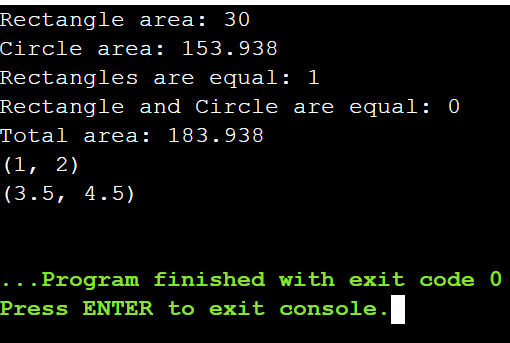 Rectangle area: 30
Circle area: 153.938
Rectangles are equal: 1
Rectangle and Circle are equal: 0
Total area: 183.938
(1, 2)
(3.5, 4.5)
...Program finished with exit code 0
Press ENTER to exit console.